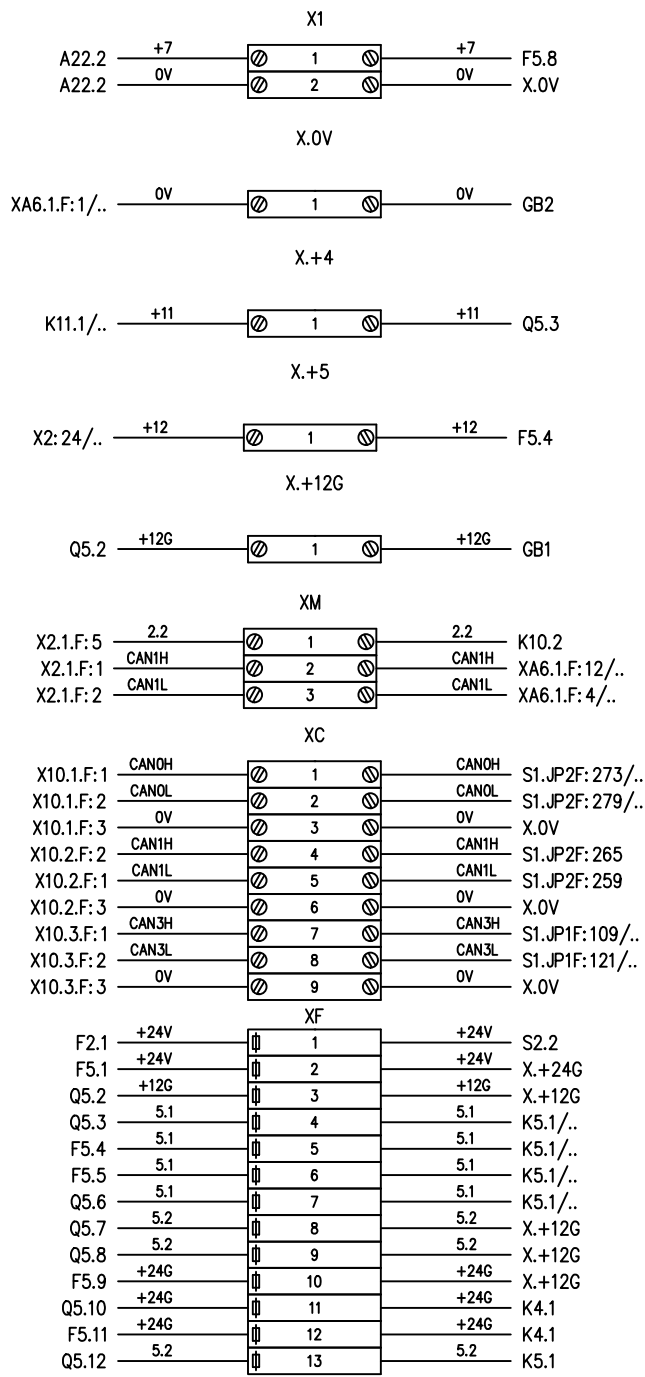 X1
A22.2 +7 1 +7 F5.8
A22.2 0V 2 0V X.0V
X.0V
XA6.1.F:1/.. 0V 1 0V GB2
X.+4
K11.1/.. +11 1 +11 Q5.3
X.+5
X2:24/.. +12 1 +12 F5.4
X.+12G
Q5.2 +12G 1 +12G GB1
XM
X2.1.F:5 2.2 1 2.2 K10.2
X2.1.F:1 CAN1H 2 CAN1H XA6.1.F:12/..
X2.1.F:2 CAN1L 3 CAN1L XA6.1.F:4/..
XC
X10.1.F:1 CAN0H 1 CAN0H S1.JP2F:273/..
X10.1.F:2 CAN0L 2 CAN0L S1.JP2F:279/..
X10.1.F:3 0V 3 0V X.0V
X10.2.F:2 CAN1H 4 CAN1H S1.JP2F:265
X10.2.F:1 CAN1L 5 CAN1L S1.JP2F:259
X10.2.F:3 0V 6 0V X.0V
X10.3.F:1 CAN3H 7 CAN3H S1.JP1F:109/..
X10.3.F:2 CAN3L 8 CAN3L S1.JP1F:121/..
X10.3.F:3 0V 9 0V X.0V
XF
F2.1 +24V 1 +24V S2.2
F5.1 +24V 2 +24V X.+24G
Q5.2 +12G 3 +12G X.+12G
Q5.3 5.1 4 5.1 K5.1/..
F5.4 5.1 5 5.1 K5.1/..
F5.5 5.1 6 5.1 K5.1/..
Q5.6 5.1 7 5.1 K5.1/..
Q5.7 5.2 8 5.2 X.+12G
Q5.8 5.2 9 5.2 X.+12G
F5.9 +24G 10 +24G X.+12G
Q5.10 +24G 11 +24G K4.1
F5.11 +24G 12 +24G K4.1
Q5.12 5.2 13 5.2 K5.1